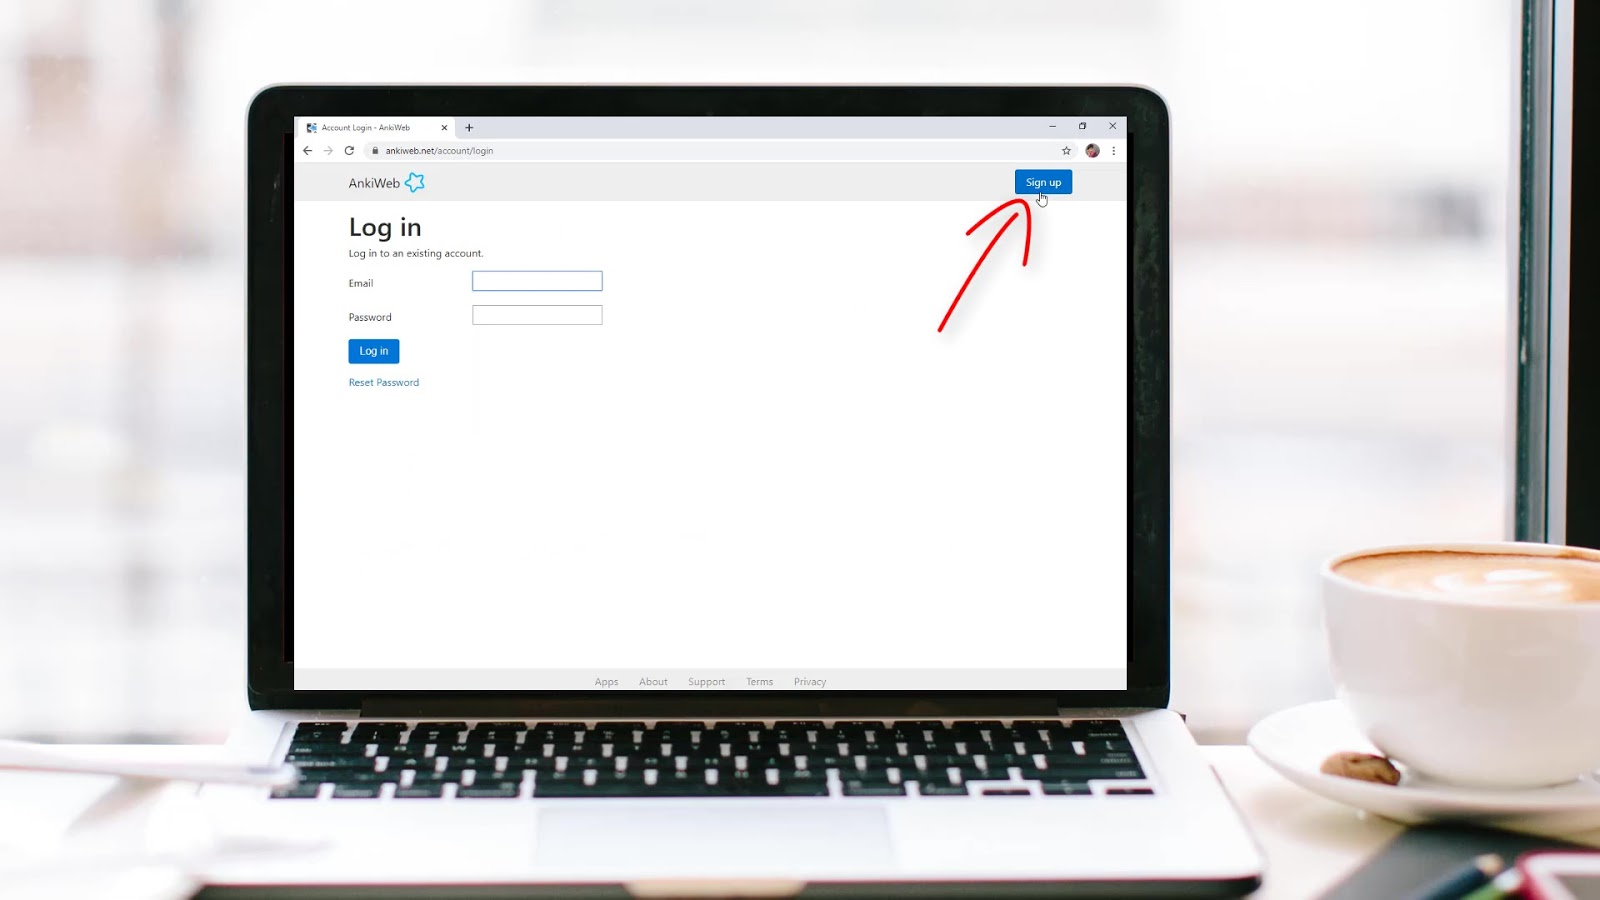 Account Login - AnkiWeb
ankiweb.net/account/login
AnkiWeb
Sign up
Log in
Log in to an existing account.
Email
Password
Log in
Reset Password
Apps About Support Terms Privacy